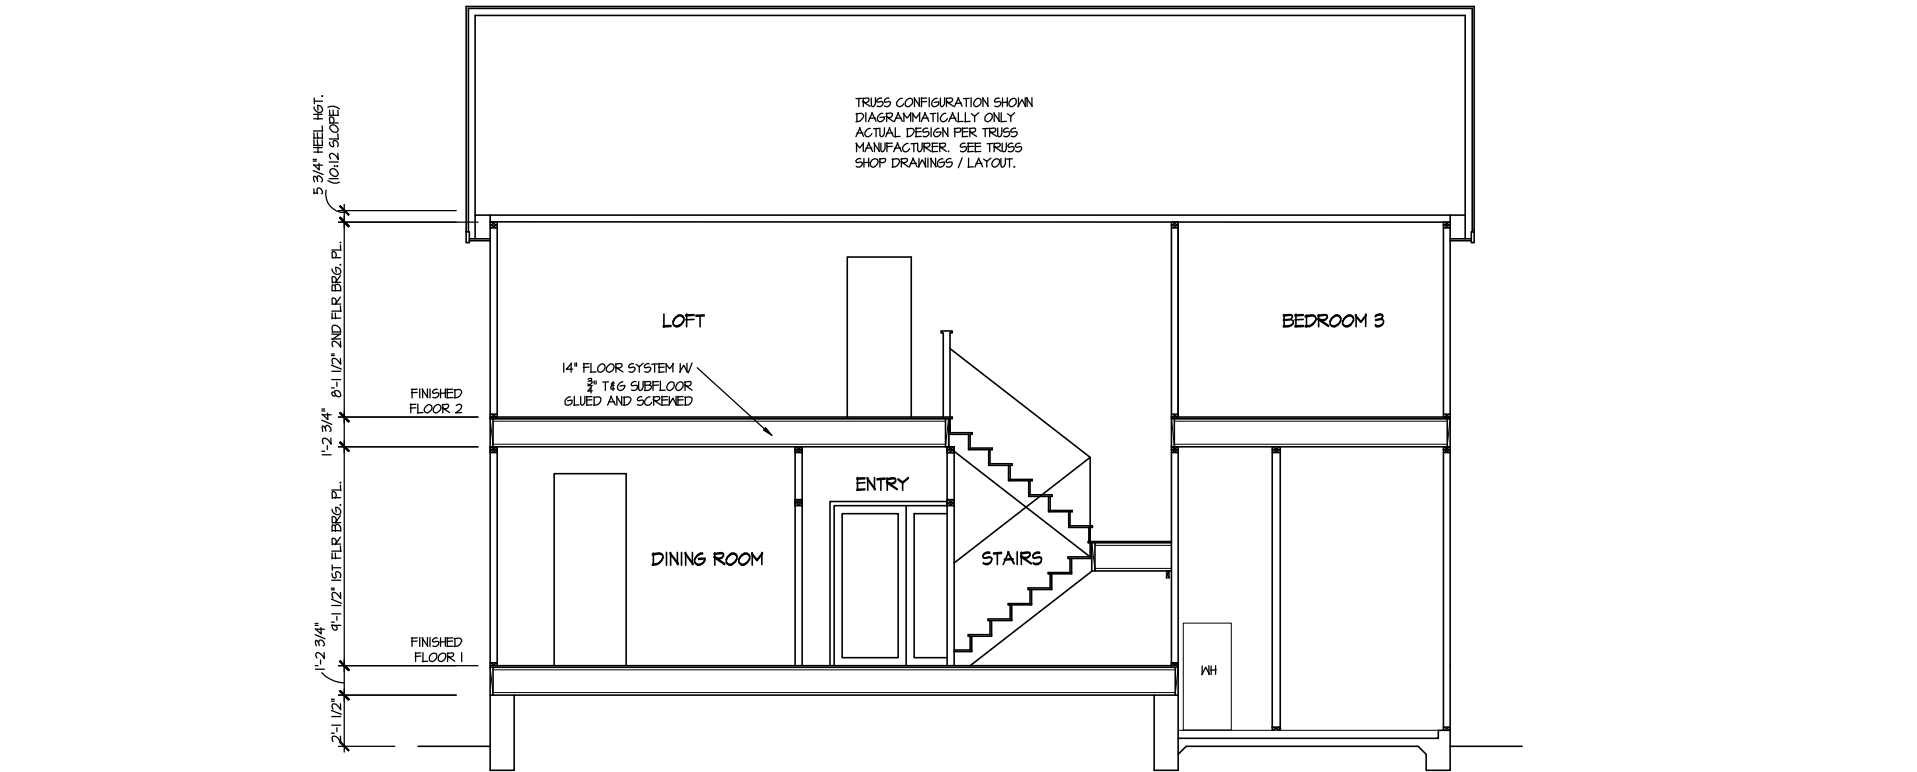 TRUSS CONFIGURATION SHOWN
DIAGRAMMATICALLY ONLY
ACTUAL DESIGN PER TRUSS
MANUFACTURER. SEE TRUSS
SHOP DRAWINGS / LAYOUT.
5 3/4" HEEL HGT.
(10:12 SLOPE)
8'-1 1/2" 2ND FLR BRG. PL.
LOFT
BEDROOM 3
14" FLOOR SYSTEM W/
3/4" T&G SUBFLOOR
GLUED AND SCREWED
FINISHED
FLOOR 2
1'-2 3/4"
9'-1 1/2" 1ST FLR BRG. PL.
ENTRY
DINING ROOM
STAIRS
FINISHED
FLOOR 1
1'-2 3/4"
WH
2'-1 1/2"